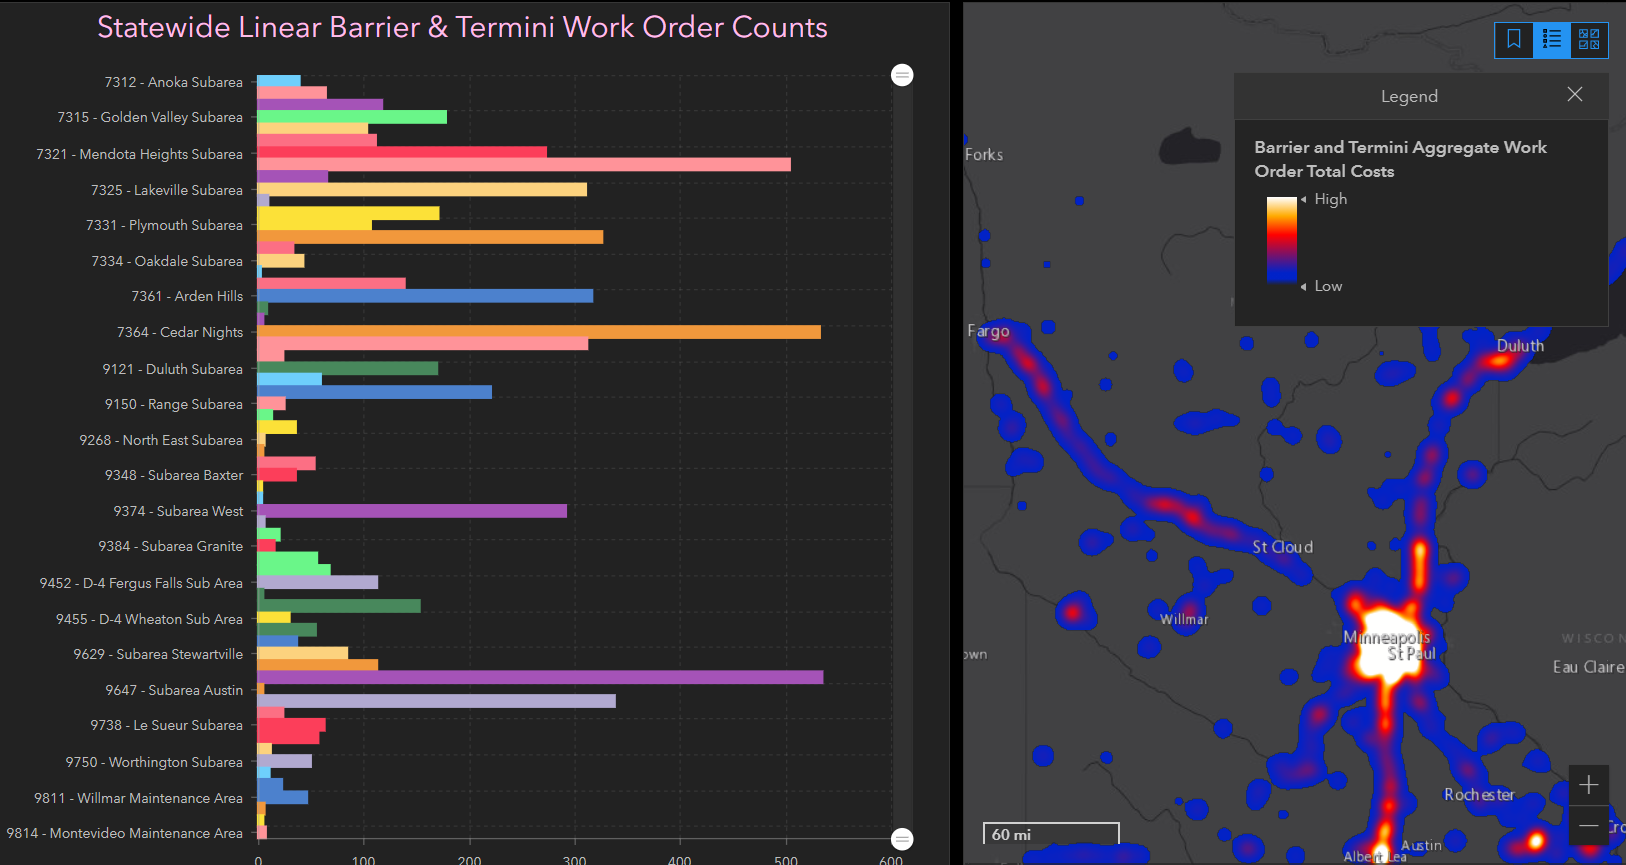 Statewide Linear Barrier & Termini Work Order Counts
7312 - Anoka Subarea
7315 - Golden Valley Subarea
7321 - Mendota Heights Subarea
7325 - Lakeville Subarea
7331 - Plymouth Subarea
7334 - Oakdale Subarea
7361 - Arden Hills
7364 - Cedar Nights
9121 - Duluth Subarea
9150 - Range Subarea
9268 - North East Subarea
9348 - Subarea Baxter
9374 - Subarea West
9384 - Subarea Granite
9452 - D-4 Fergus Falls Sub Area
9455 - D-4 Wheaton Sub Area
9629 - Subarea Stewartville
9647 - Subarea Austin
9738 - Le Sueur Subarea
9750 - Worthington Subarea
9811 - Willmar Maintenance Area
9814 - Montevideo Maintenance Area
0 100 200 300 400 500 600
Legend
Barrier and Termini Aggregate Work
Order Total Costs
High
Low
Forks
Fargo
Duluth
St Cloud
Willmar
Minneapolis
St Paul
WISCON
own
Eau Claire
Rochester
Cro
Austin
Albert Lea
60 mi